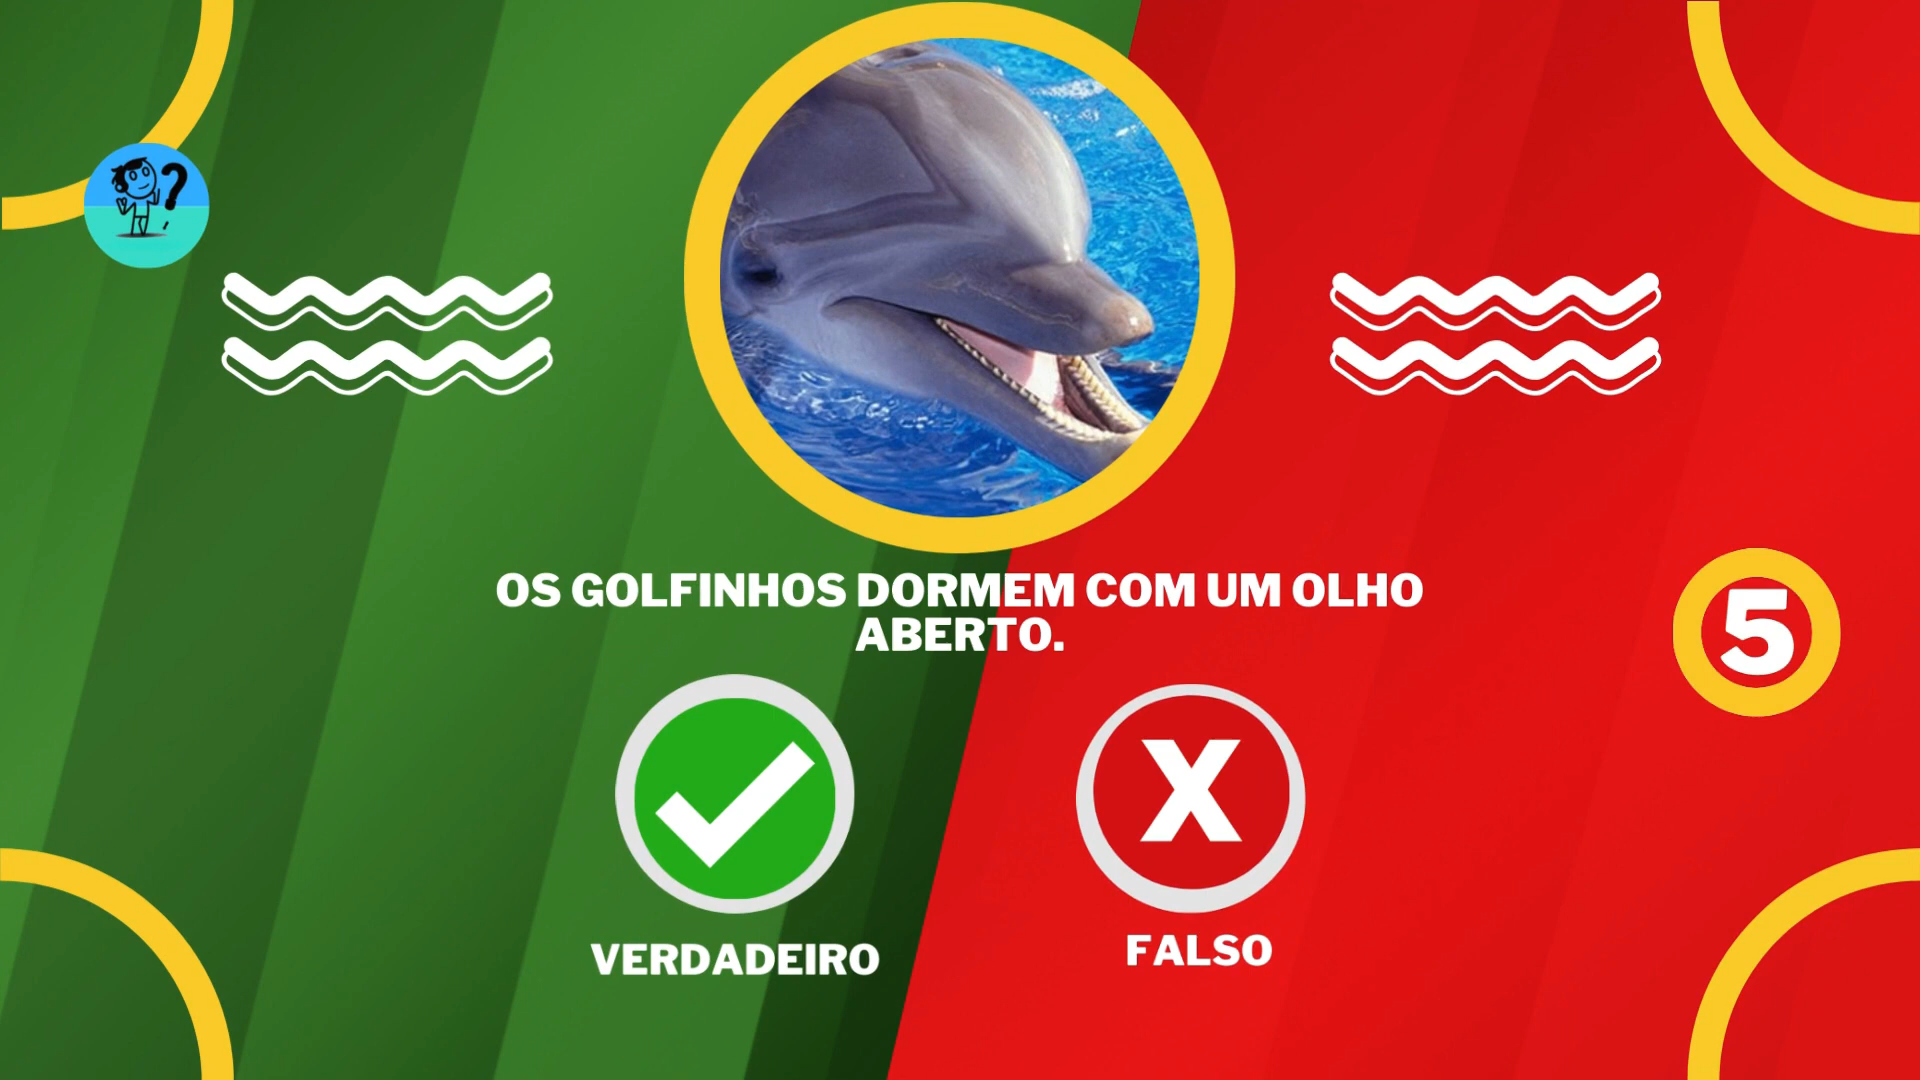 OS GOLFINHOS DORMEM COM UM OLHO
ABERTO.
5
X
VERDADEIRO
FALSO
?